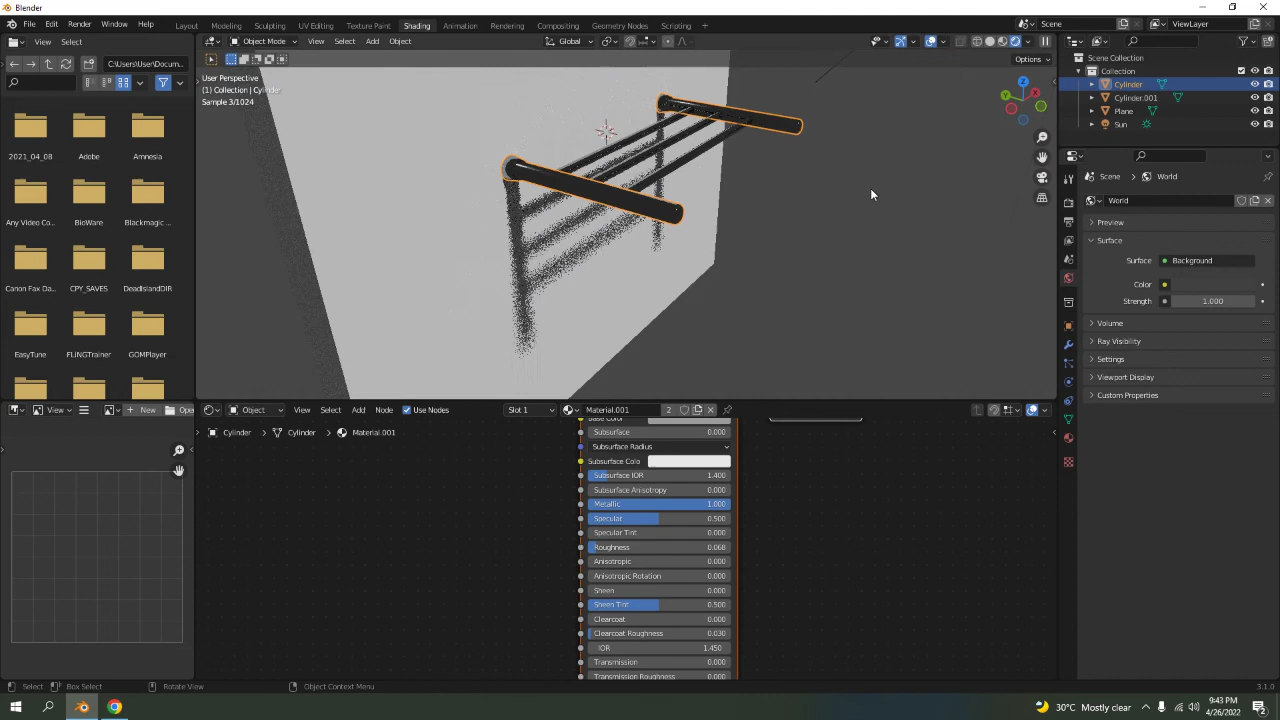 Blender
File Edit Render Window Help Layout Modeling Sculpting UV Editing Texture Paint Shading Animation Rendering Compositing Geometry Nodes Scripting + Scene ViewLayer
View Select Object Mode View Select Add Object Global
C:\Users\User\Docum... Options
User Perspective
(1) Collection | Cylinder
Sample 3/1024
2021_04_08 Adobe Amnesia
Any Video Co... BioWare Blackmagic ...
Canon Fax Da... CPY_SAVES DeadIslandDIR
EasyTune FLiNGTrainer GOMPlayer
Z
Y
X
Scene Collection
Collection
Cylinder
Cylinder.001
Plane
Sun
Scene > World
World
Preview
Surface
Surface Background
Color
Strength 1.000
Volume
Ray Visibility
Settings
Viewport Display
Custom Properties
View New Open Object View Select Add Node Use Nodes Slot 1 Material.001 2
Cylinder > Cylinder > Material.001
Base Color
Subsurface 0.000
Subsurface Radius
Subsurface Colo
Subsurface IOR 1.400
Subsurface Anisotropy 0.000
Metallic 1.000
Specular 0.500
Specular Tint 0.000
Roughness 0.068
Anisotropic 0.000
Anisotropic Rotation 0.000
Sheen 0.000
Sheen Tint 0.500
Clearcoat 0.000
Clearcoat Roughness 0.030
IOR 1.450
Transmission 0.000
Transmission Roughness 0.000
Select Box Select Rotate View Object Context Menu 3.1.0
30°C Mostly clear 9:43 PM
4/26/2022 2